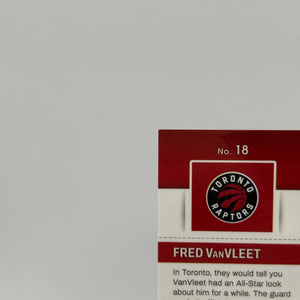 No. 18
TORONTO
RAPTORS
FRED VANVLEET
In Toronto, they would tell you
VanVleet had an All-Star look
about him for a while. The guard